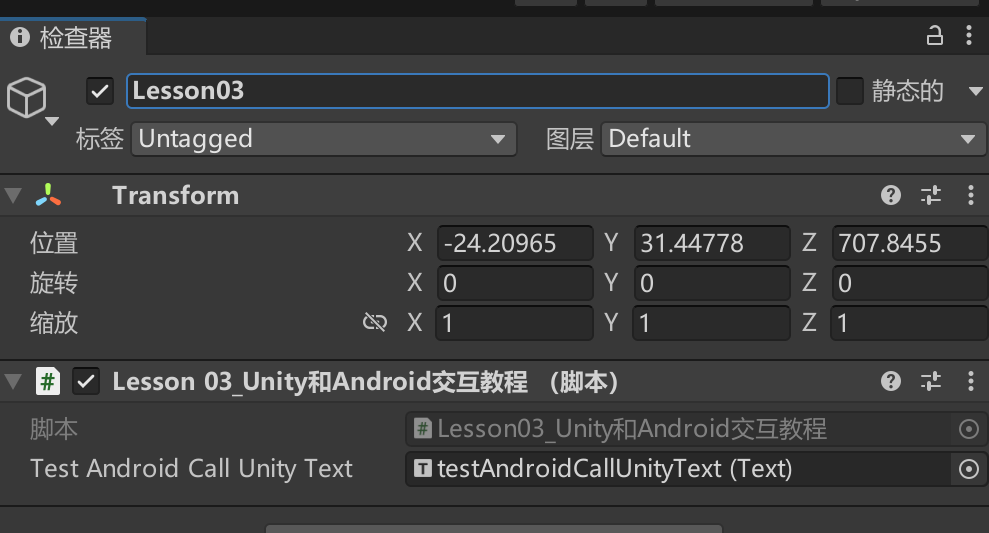 检查器
Lesson03 静态的
标签 Untagged 图层 Default
Transform
位置 X -24.20965 Y 31.44778 Z 707.8455
旋转 X 0 Y 0 Z 0
缩放 X 1 Y 1 Z 1
# Lesson 03_Unity和Android交互教程 （脚本）
脚本 # Lesson03_Unity和Android交互教程
Test Android Call Unity Text T testAndroidCallUnityText (Text)